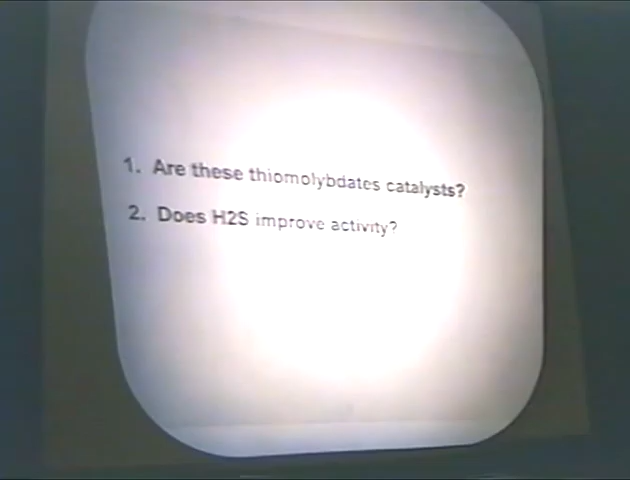 1. Are these thiomolybdates catalysts?
2. Does H2S improve activity?